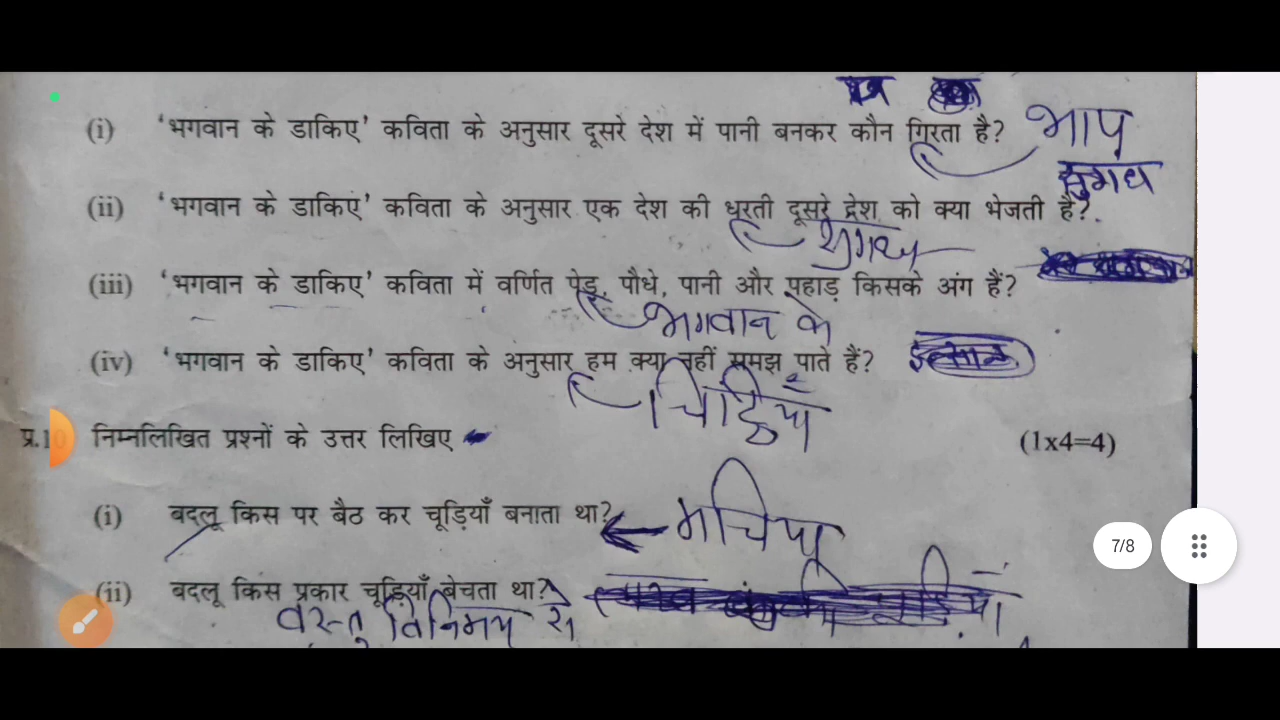 (i) 'भगवान के डाकिए' कविता के अनुसार दूसरे देश में पानी बनकर कौन गिरता है? भाप
सुगंध
(ii) 'भगवान के डाकिए' कविता के अनुसार एक देश की धरती दूसरे देश को क्या भेजती है?
सुगंध
(iii) 'भगवान के डाकिए' कविता में वर्णित पेड़, पौधे, पानी और पहाड़ किसके अंग हैं?
भगवान के
(iv) 'भगवान के डाकिए' कविता के अनुसार हम क्या नहीं समझ पाते हैं?
चिट्ठियाँ
प्र.10 निम्नलिखित प्रश्नों के उत्तर लिखिए (1x4=4)
(i) बदलू किस पर बैठ कर चूड़ियाँ बनाता था? मचिया
7/8
(ii) बदलू किस प्रकार चूड़ियाँ बेचता था?
वस्तु विनिमय से